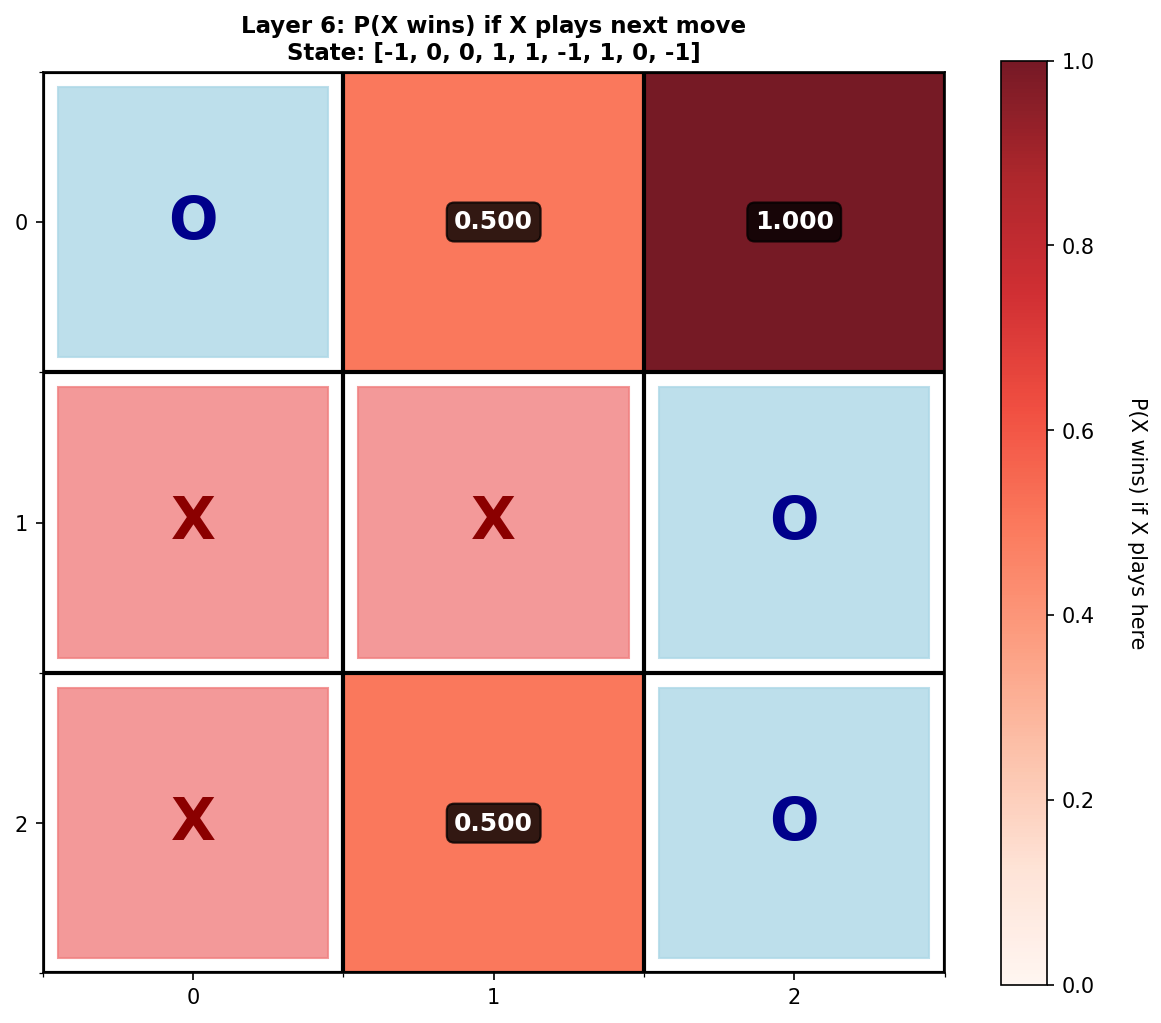 Layer 6: P(X wins) if X plays next move
State: [-1, 0, 0, 1, 1, -1, 1, 0, -1]
O
0.500
1.000
X
X
O
X
0.500
O
0
1
2
0
1
2
1.0
0.8
0.6
0.4
0.2
0.0
P(X wins) if X plays here